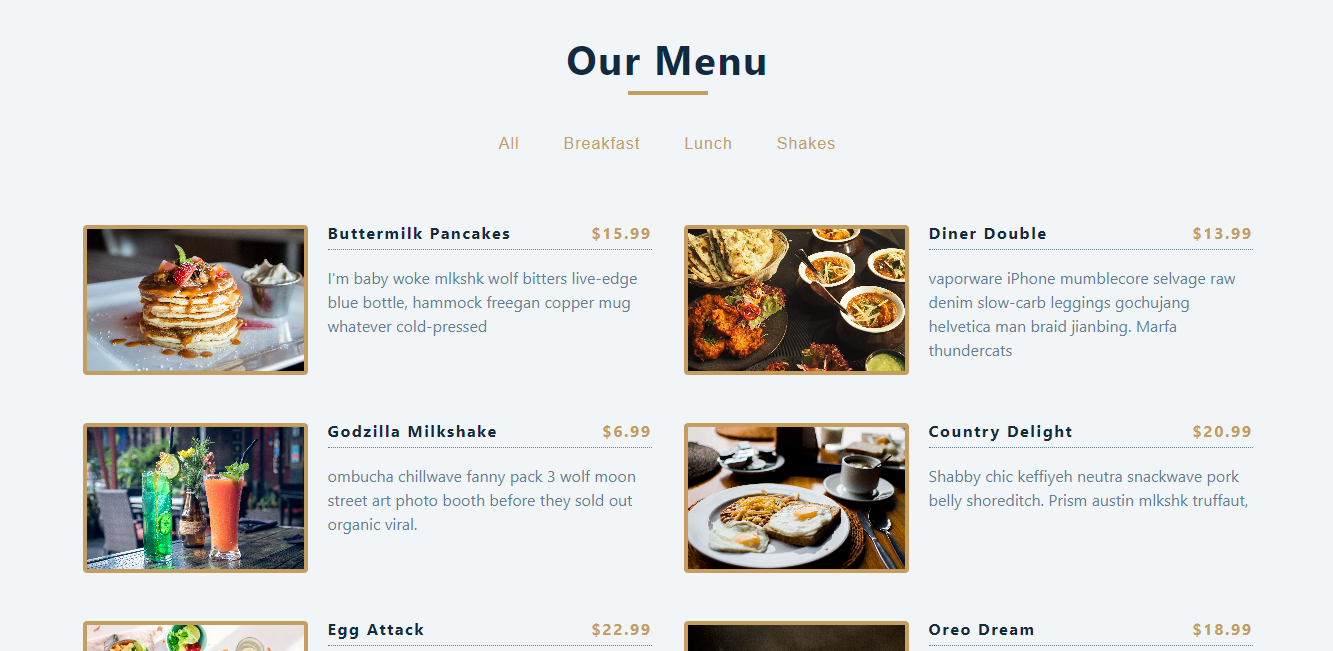 Our Menu
All Breakfast Lunch Shakes
Buttermilk Pancakes $15.99
I'm baby woke mlkshk wolf bitters live-edge
blue bottle, hammock freegan copper mug
whatever cold-pressed
Diner Double $13.99
vaporware iPhone mumblecore selvage raw
denim slow-carb leggings gochujang
helvetica man braid jianbing. Marfa
thundercats
Godzilla Milkshake $6.99
ombucha chillwave fanny pack 3 wolf moon
street art photo booth before they sold out
organic viral.
Country Delight $20.99
Shabby chic keffiyeh neutra snackwave pork
belly shoreditch. Prism austin mlkshk truffaut,
Egg Attack $22.99
Oreo Dream $18.99